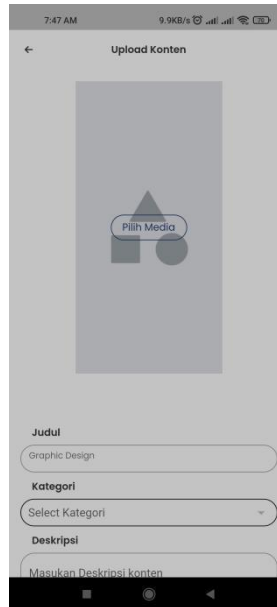 7:47 AM 9.9KB/s 70
Upload Konten
Pilih Media
Judul
Graphic Design
Kategori
Select Kategori
Deskripsi
Masukan Deskripsi konten